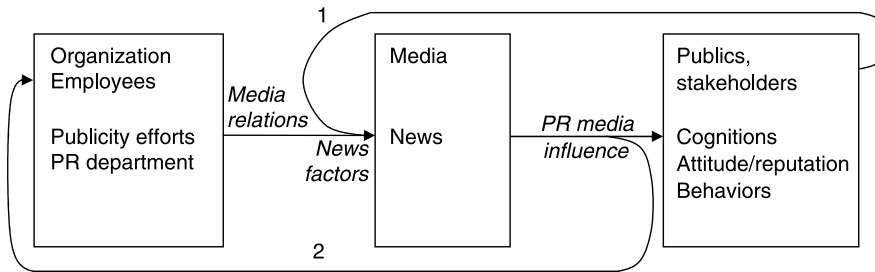 1
Organization
Employees
Publicity efforts
PR department
Media
relations
News
factors
Media
News
PR media
influence
Publics,
stakeholders
Cognitions
Attitude/reputation
Behaviors
2